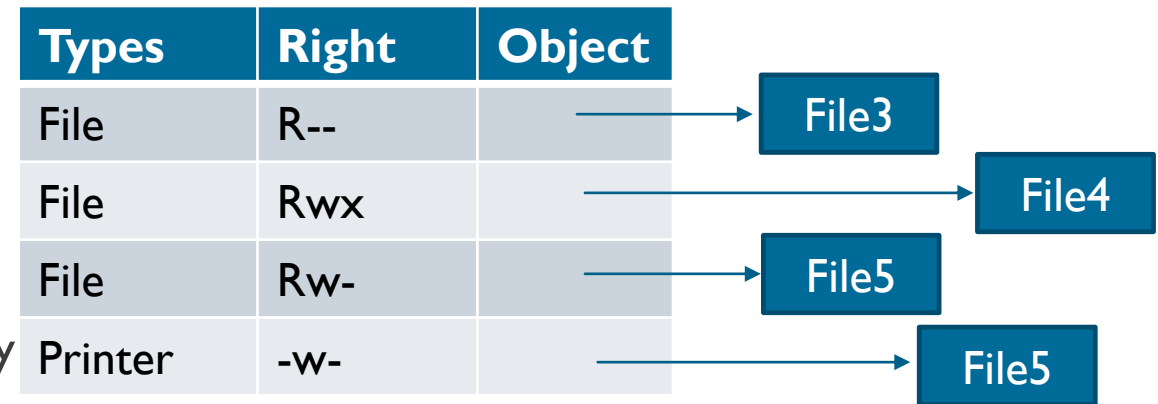 Types Right Object
File R-- File3
File Rwx File4
File Rw- File5
y Printer -w- File5